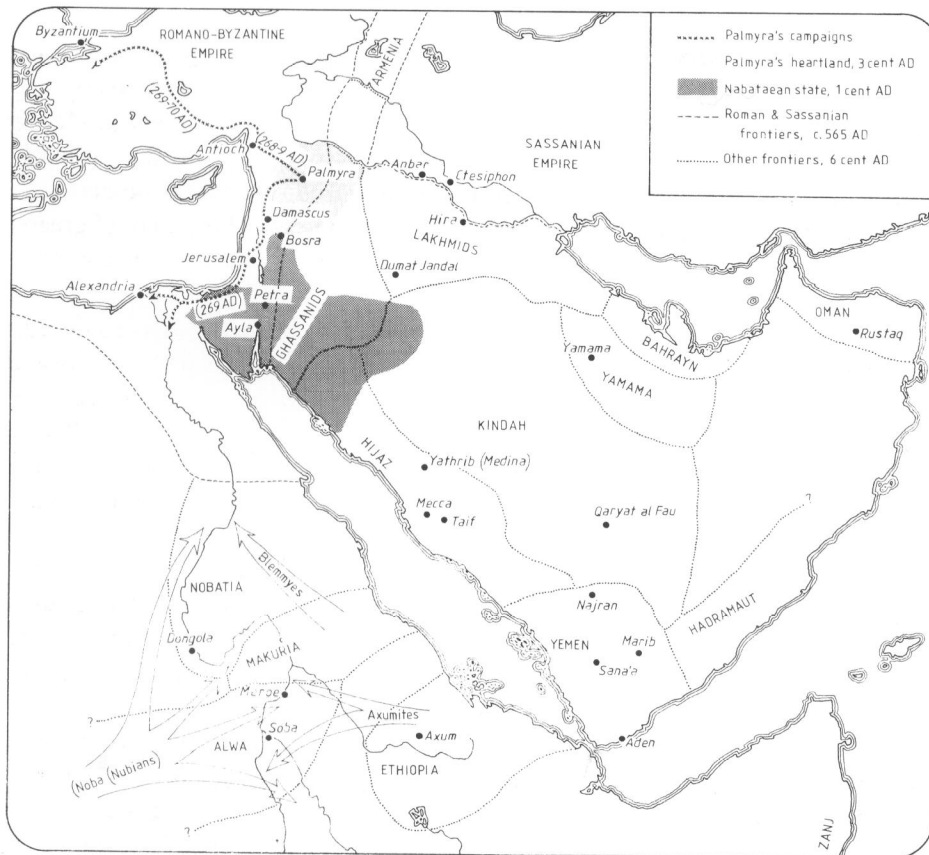 Byzantium
ROMANO-BYZANTINE
EMPIRE
ARMENIA
(269-70 AD)
Antioch
(268-9 AD)
Palmyra
Anbar
Ctesiphon
SASSANIAN
EMPIRE
Damascus
Bosra
Hira
LAKHMIDS
Jerusalem
Dumat Jandal
Alexandria
(269 AD)
Petra
Ayla
GHASSANIDS
OMAN
Rustaq
BAHRAYN
Yamama
YAMAMA
KINDAH
HIJAZ
Yathrib (Medina)
Mecca
Taif
Qaryat al Fau
?
Blemmyes
NOBATIA
Najran
HADRAMAUT
YEMEN
Marib
Sana'a
Dongola
MAKURIA
Meroe
?
Axumites
Soba
Axum
Aden
ALWA
(Noba (Nubians)
ETHIOPIA
?
ZANJ
Palmyra's campaigns
Palmyra's heartland, 3 cent AD
Nabataean state, 1 cent AD
Roman & Sassanian
frontiers, c. 565 AD
Other frontiers, 6 cent AD